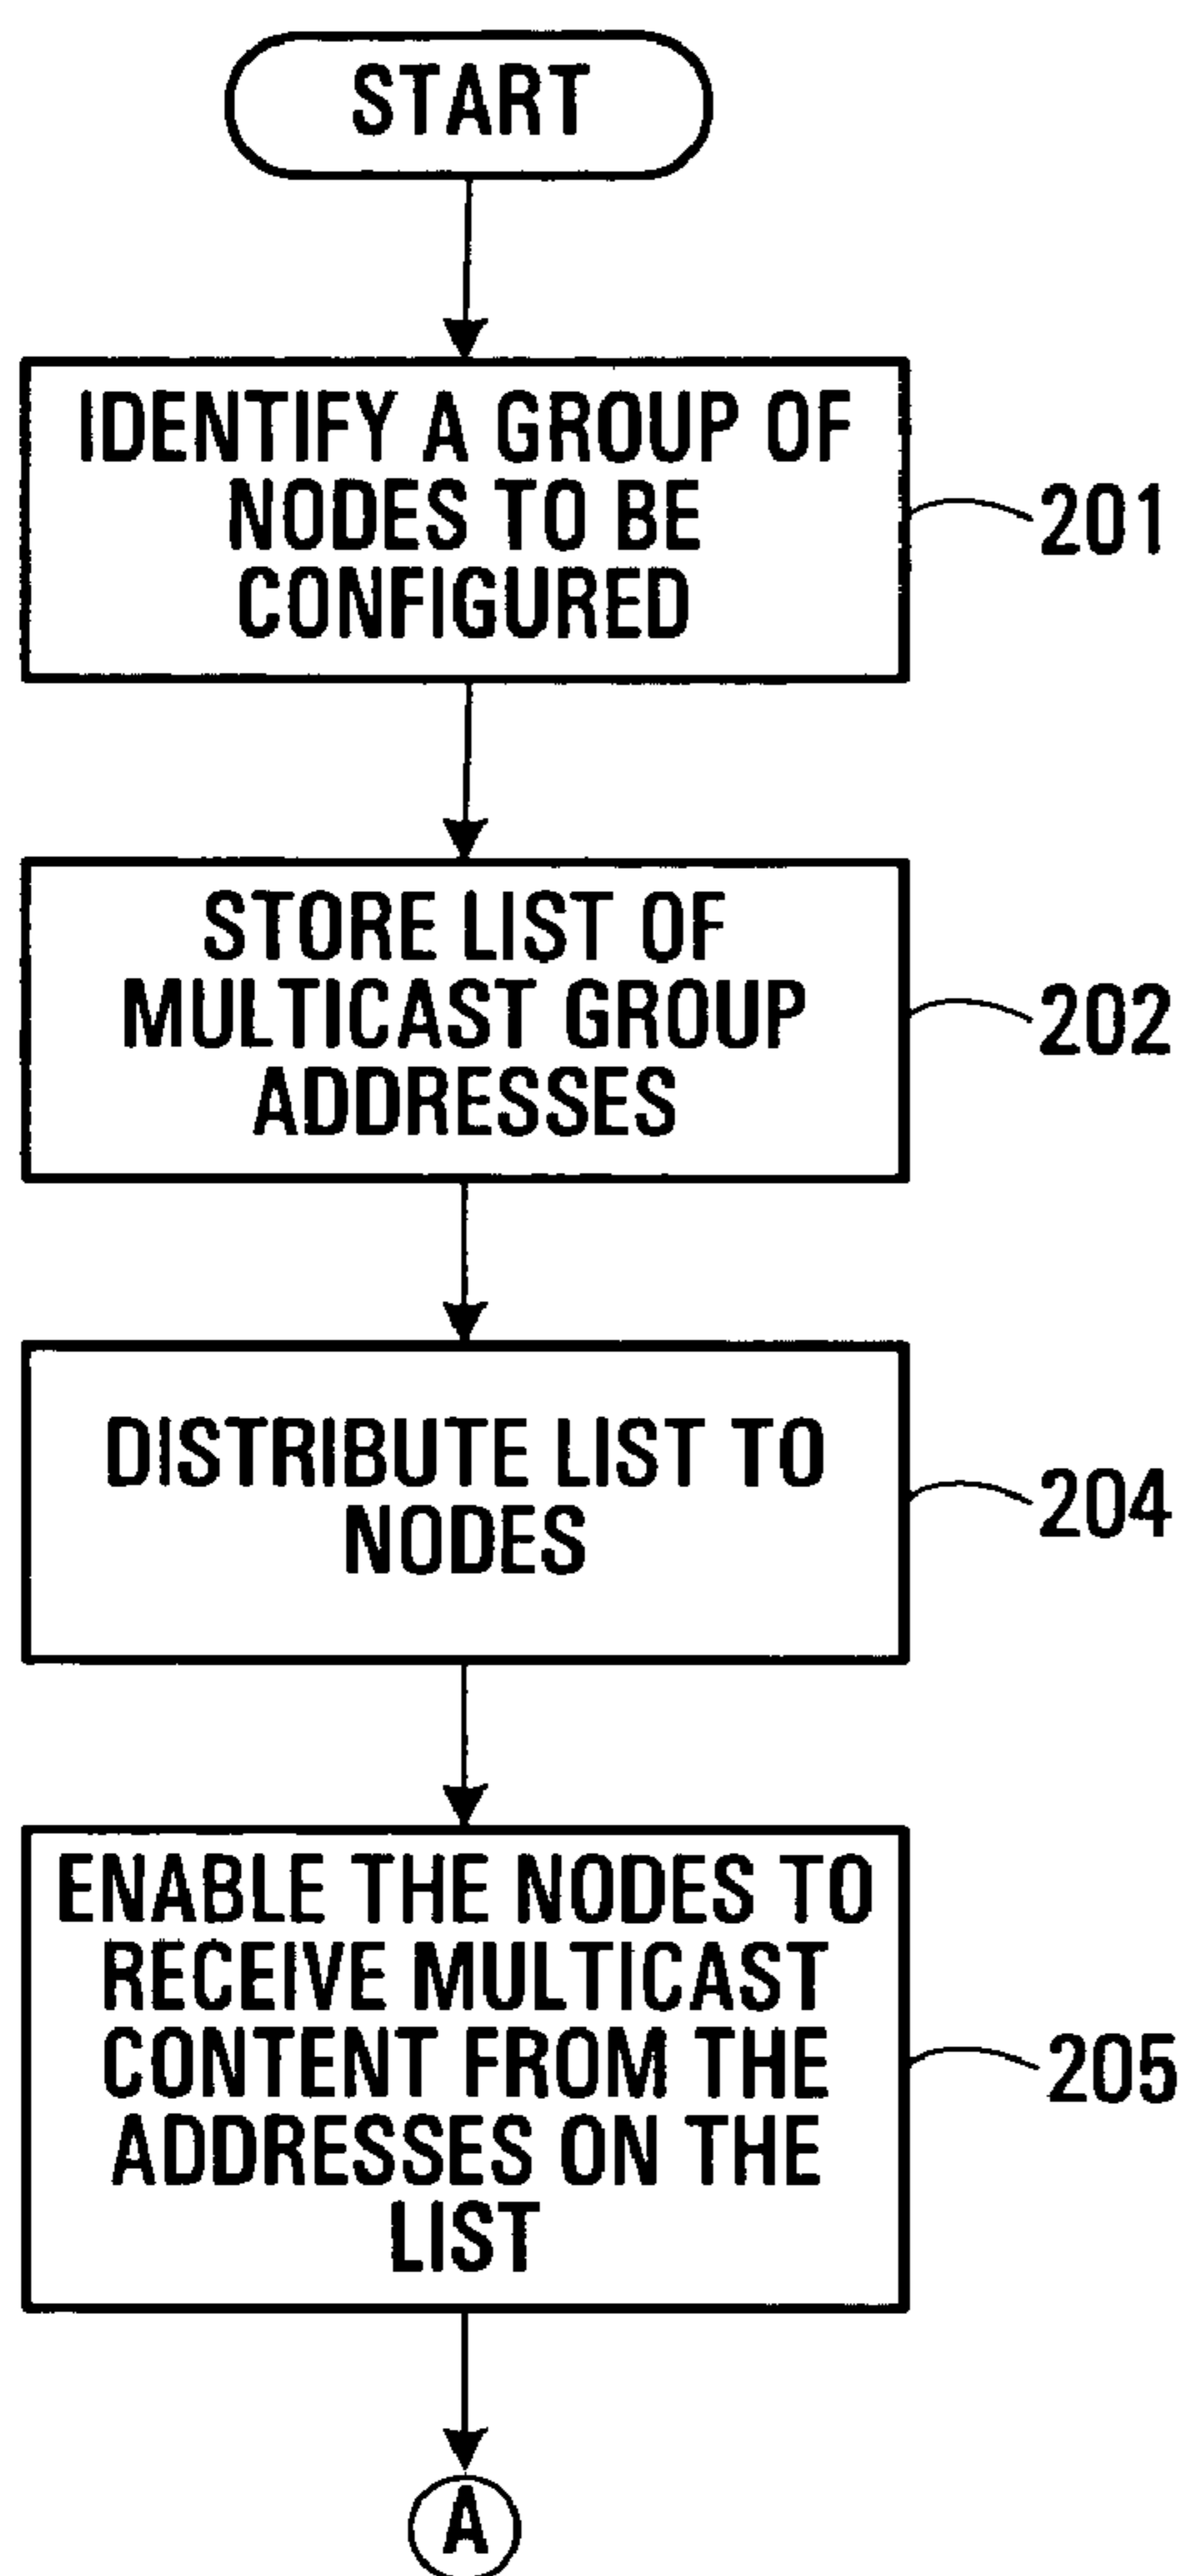 START
IDENTIFY A GROUP OF
NODES TO BE
CONFIGURED
201
STORE LIST OF
MULTICAST GROUP
ADDRESSES
202
DISTRIBUTE LIST TO
NODES
204
ENABLE THE NODES TO
RECEIVE MULTICAST
CONTENT FROM THE
ADDRESSES ON THE
LIST
205
A